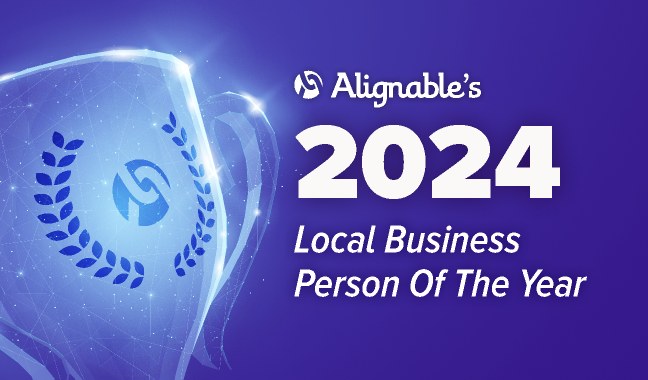 Alignable's
2024
Local Business
Person Of The Year